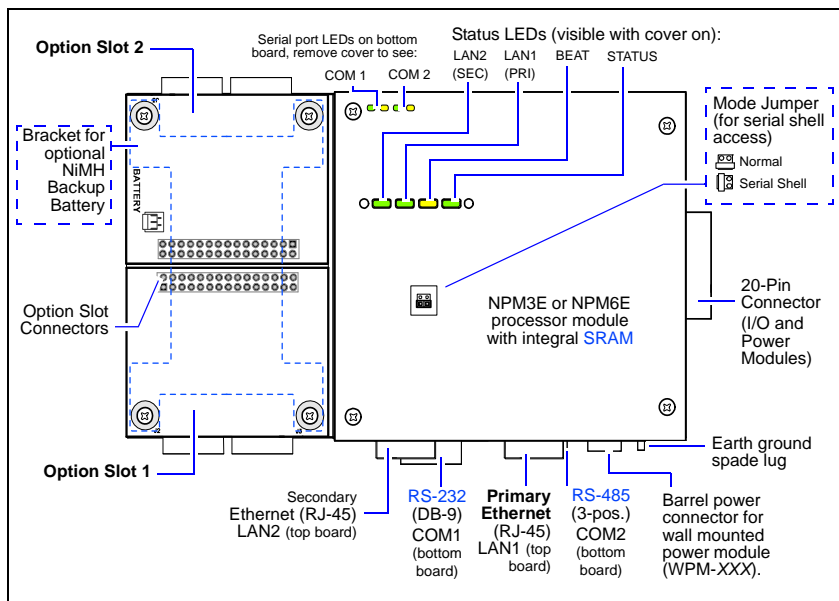 Option Slot 2
Serial port LEDs on bottom
board, remove cover to see:
COM 1
COM 2
Status LEDs (visible with cover on):
LAN2
(SEC)
LAN1
(PRI)
BEAT
STATUS
Bracket for
optional
NiMH
Backup
Battery
BATTERY
Mode Jumper
(for serial shell
access)
Normal
Serial Shell
Option Slot
Connectors
NPM3E or NPM6E
processor module
with integral SRAM
20-Pin
Connector
(I/O and
Power
Modules)
Option Slot 1
Earth ground
spade lug
Secondary
Ethernet (RJ-45)
LAN2 (top board)
RS-232
(DB-9)
COM1
(bottom
board)
Primary
Ethernet
(RJ-45)
LAN1 (top
board)
RS-485
(3-pos.)
COM2
(bottom
board)
Barrel power
connector for
wall mounted
power module
(WPM-XXX).